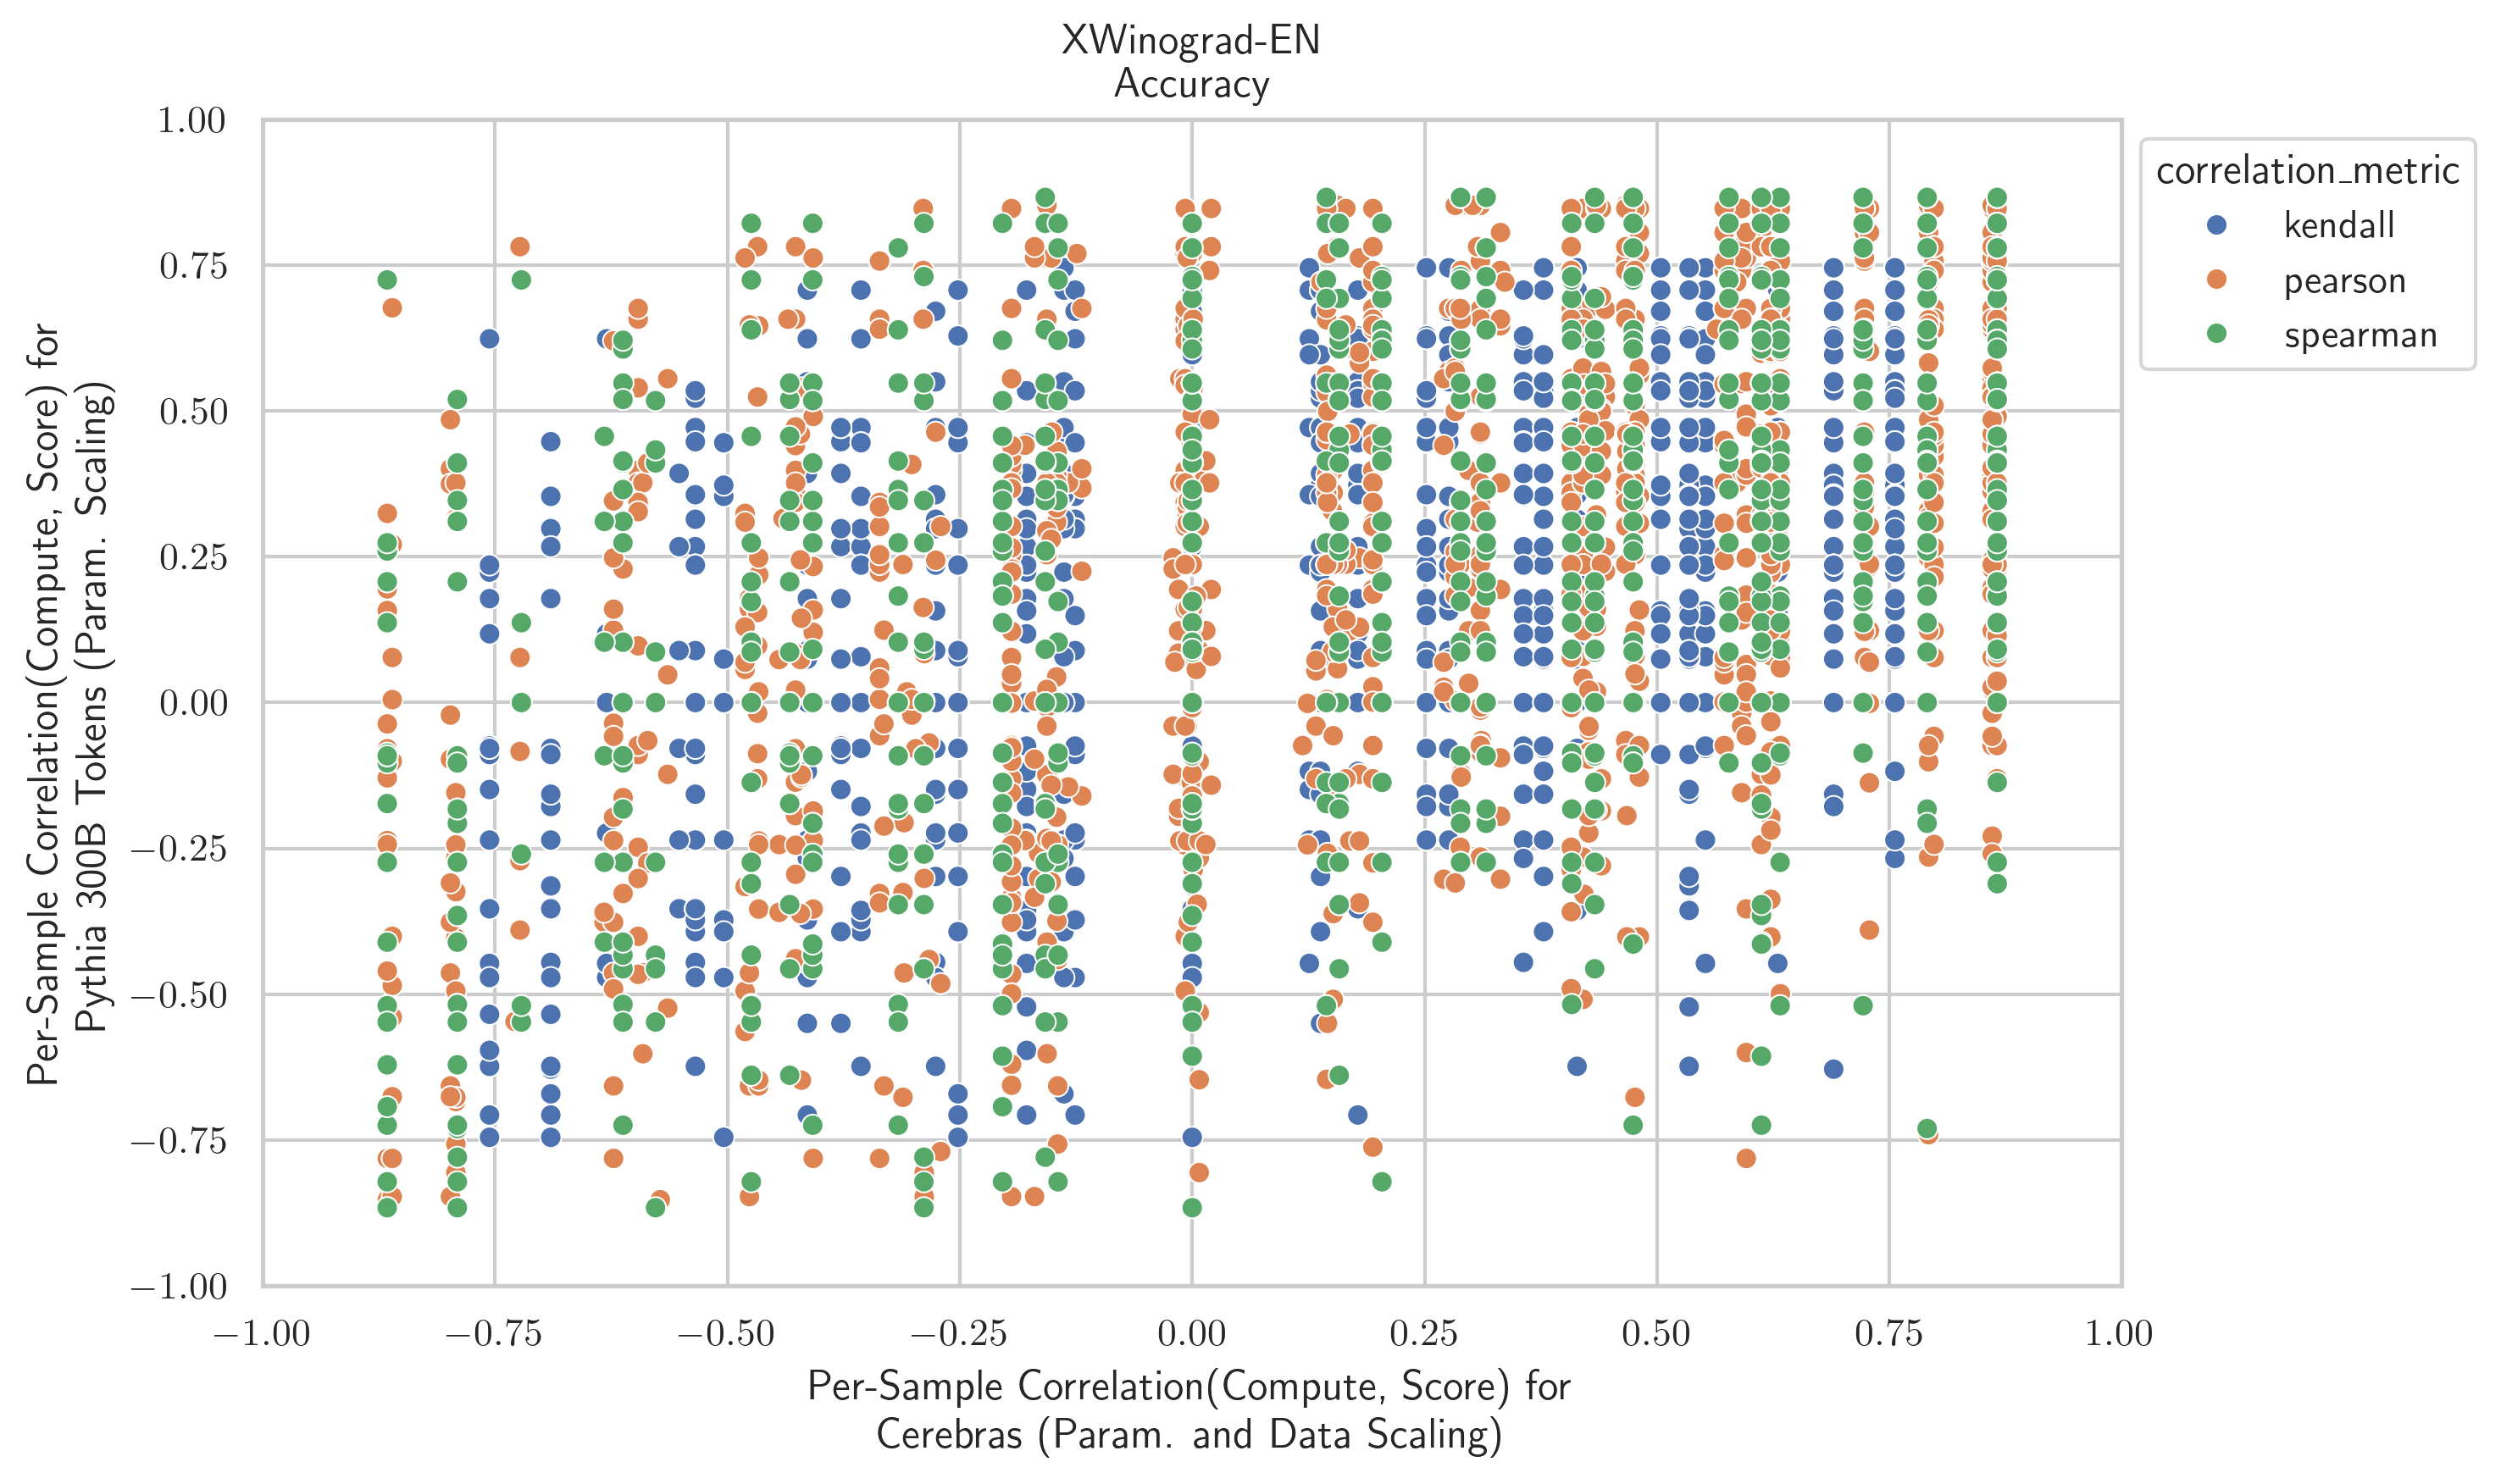 XWinograd-EN
Accuracy
Per-Sample Correlation(Compute, Score) for
Pythia 300B Tokens (Param. Scaling)
1.00
0.75
0.50
0.25
0.00
−0.25
−0.50
−0.75
−1.00
−1.00 −0.75 −0.50 −0.25 0.00 0.25 0.50 0.75 1.00
Per-Sample Correlation(Compute, Score) for
Cerebras (Param. and Data Scaling)
correlation_metric
kendall
pearson
spearman